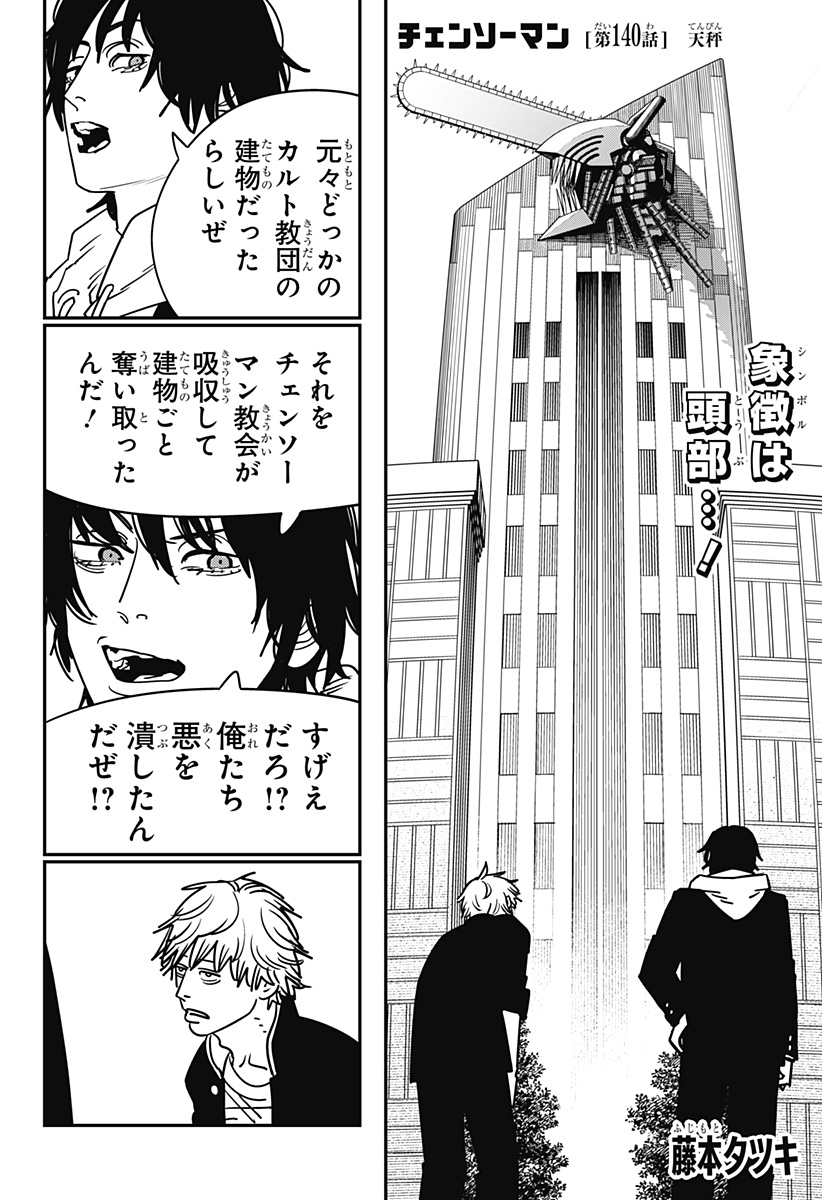 チェンソーマン [第140話] 天秤
象徴は
頭部…!
藤本タツキ
元々どっかの
カルト教団の
建物だった
らしいぜ
それを
チェンソー
マン教会が
吸収して
建物ごと
奪い取った
んだ!
すげえ
だろ!?
俺たち
悪を
潰したん
だぜ!?